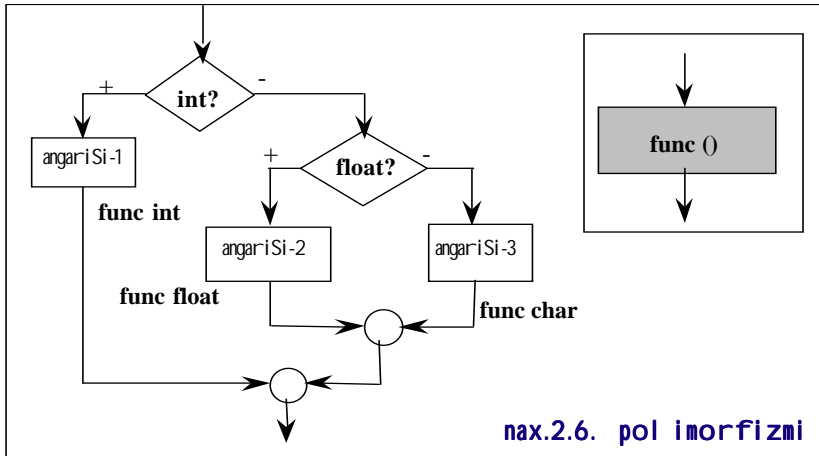 +
int?
-
angariSi-1
func int
+
float?
-
angariSi-2
func float
angariSi-3
func char
func ()
nax.2.6. pol imorfizmi